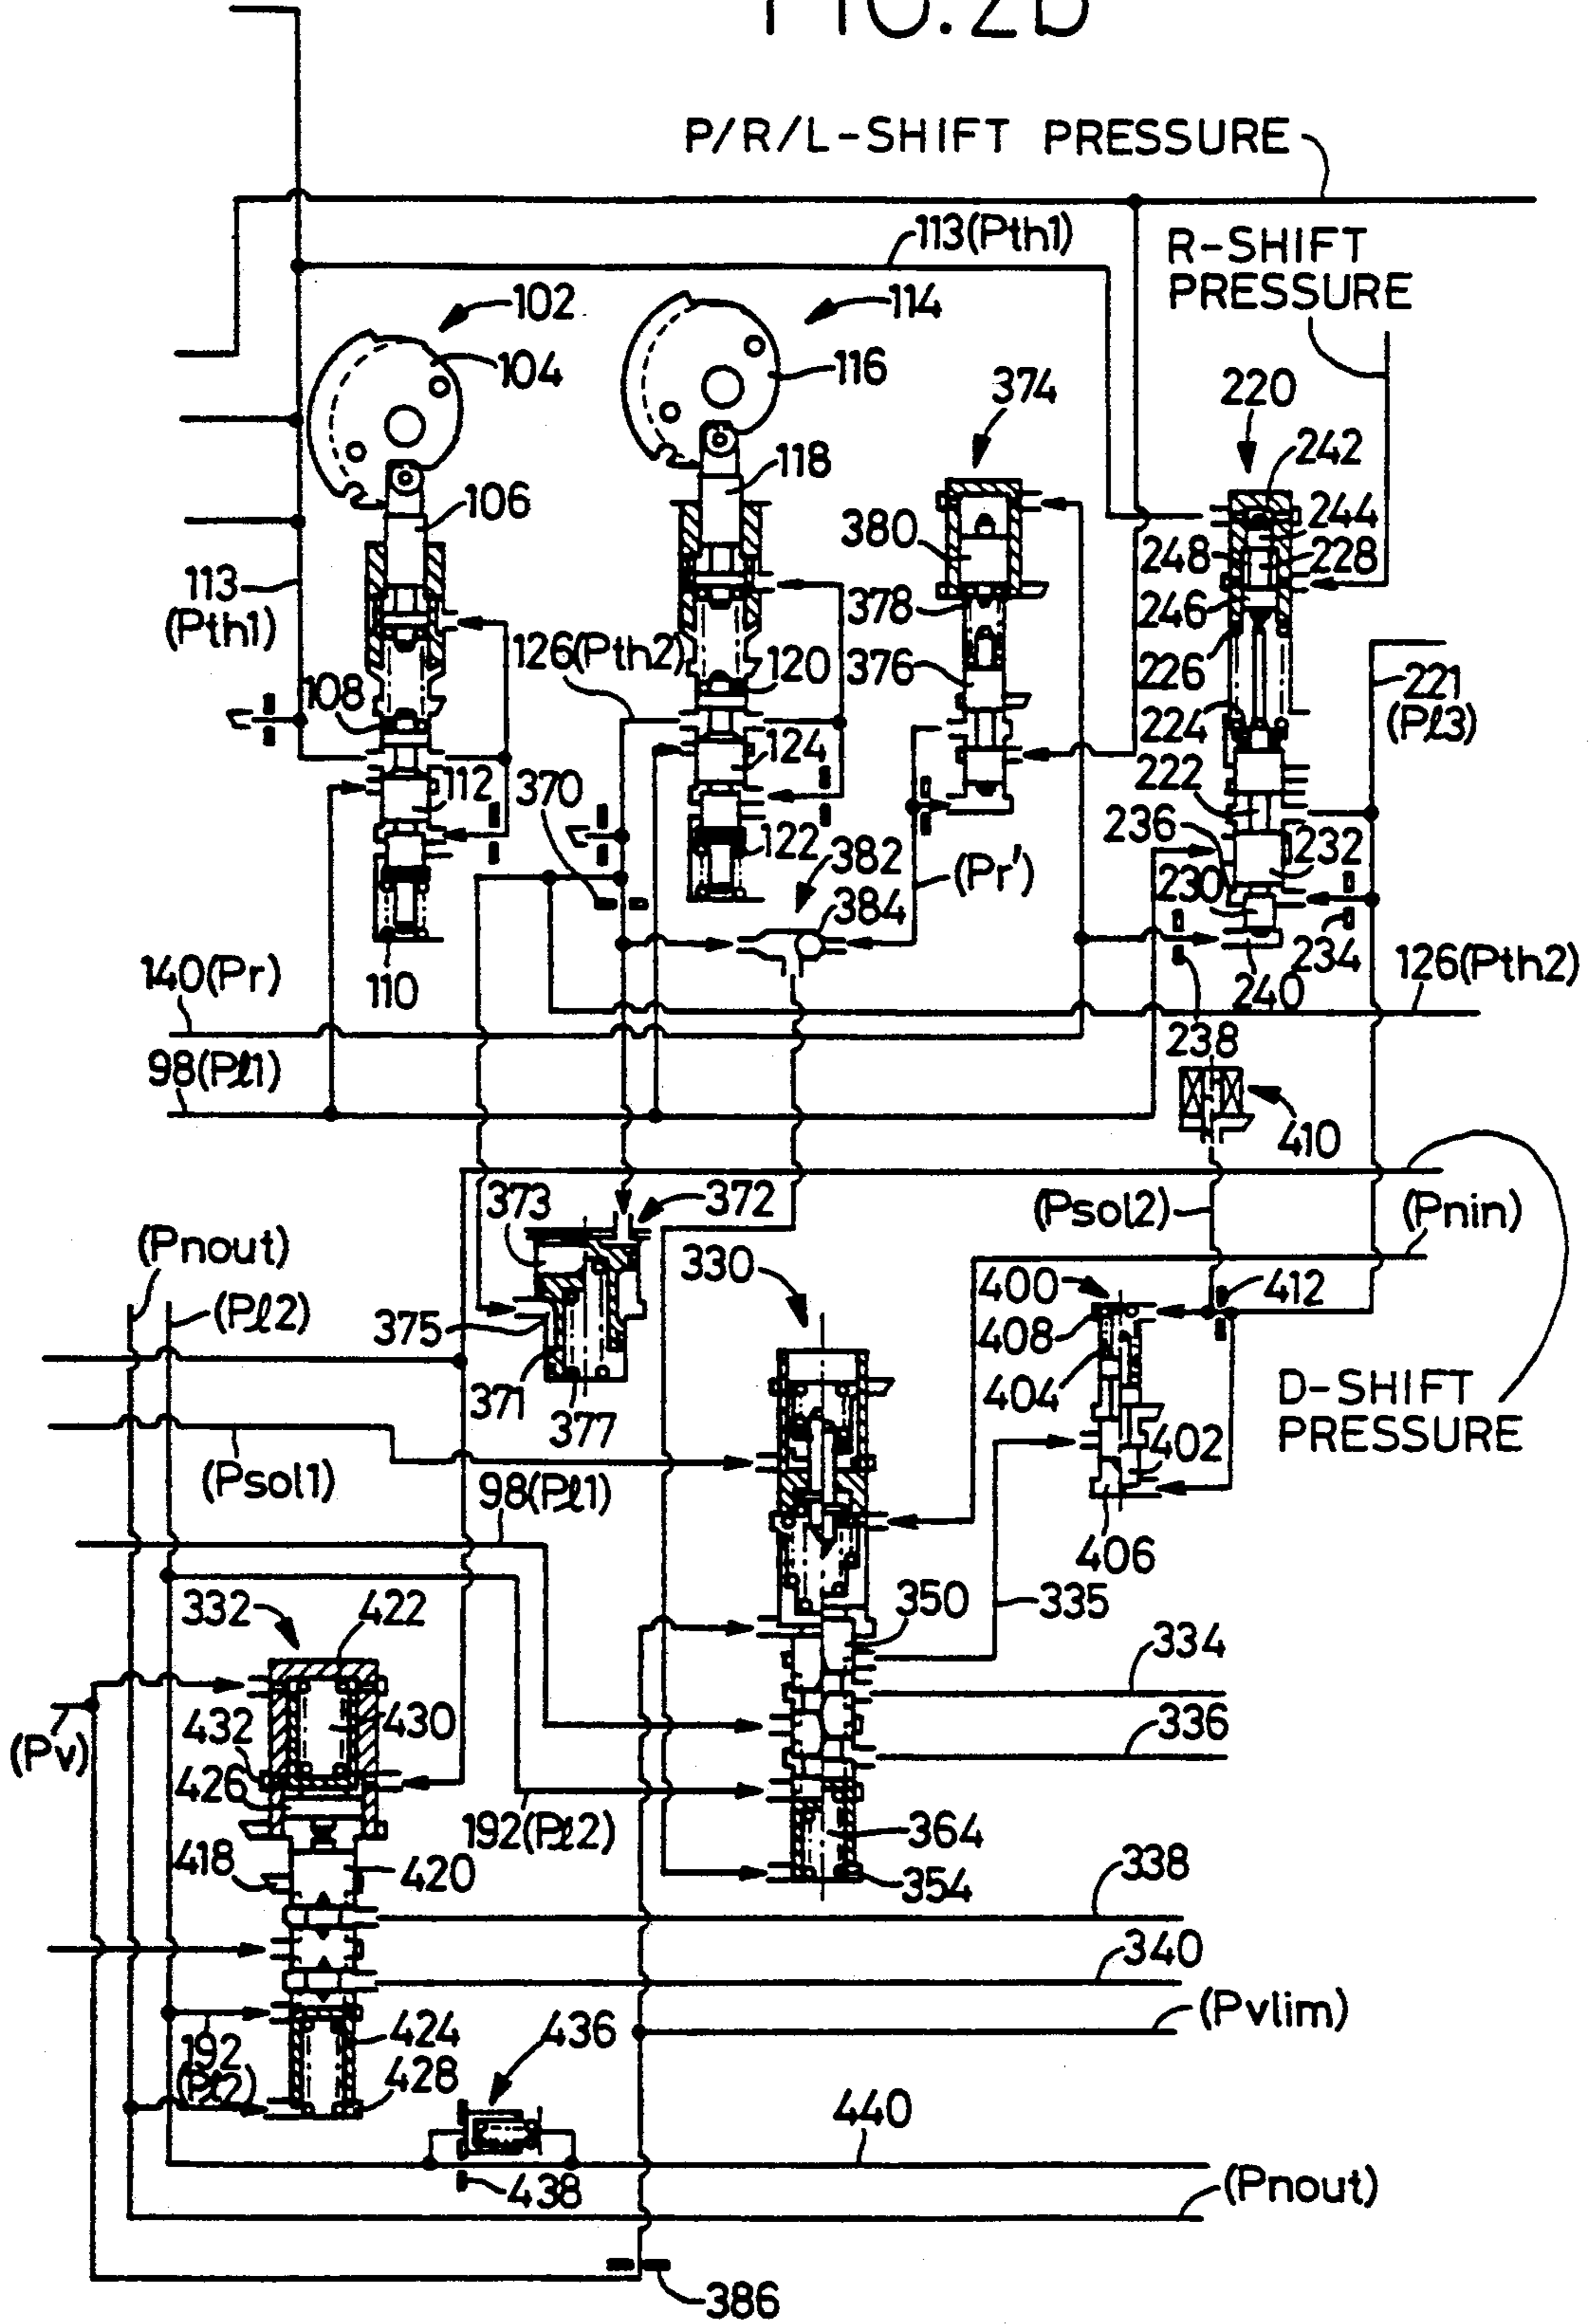 FIG. 2b
P/R/L-SHIFT PRESSURE
113(Pth1)
R-SHIFT
PRESSURE
102
114
104
116
374
220
118
242
106
380
244
248
228
113
(Pth1)
378
246
126(Pth2)
120
376
226
221
(Pl3)
108
224
124
112
370
222
236
122
382
232
(Pr')
230
384
140(Pr)
110
234
126(Pth2)
240
238
98(Pl1)
410
373
372
(Psol2)
(Pnin)
(Pnout)
330
400
412
(Pl2)
375
408
404
D-SHIFT
PRESSURE
371
377
402
(Psol1)
98(Pl1)
406
332
422
350
335
334
432
430
336
(Pv)
426
192(Pl2)
364
418
420
354
338
340
(Pvlim)
192
(Pl2)
424
436
428
440
438
(Pnout)
386